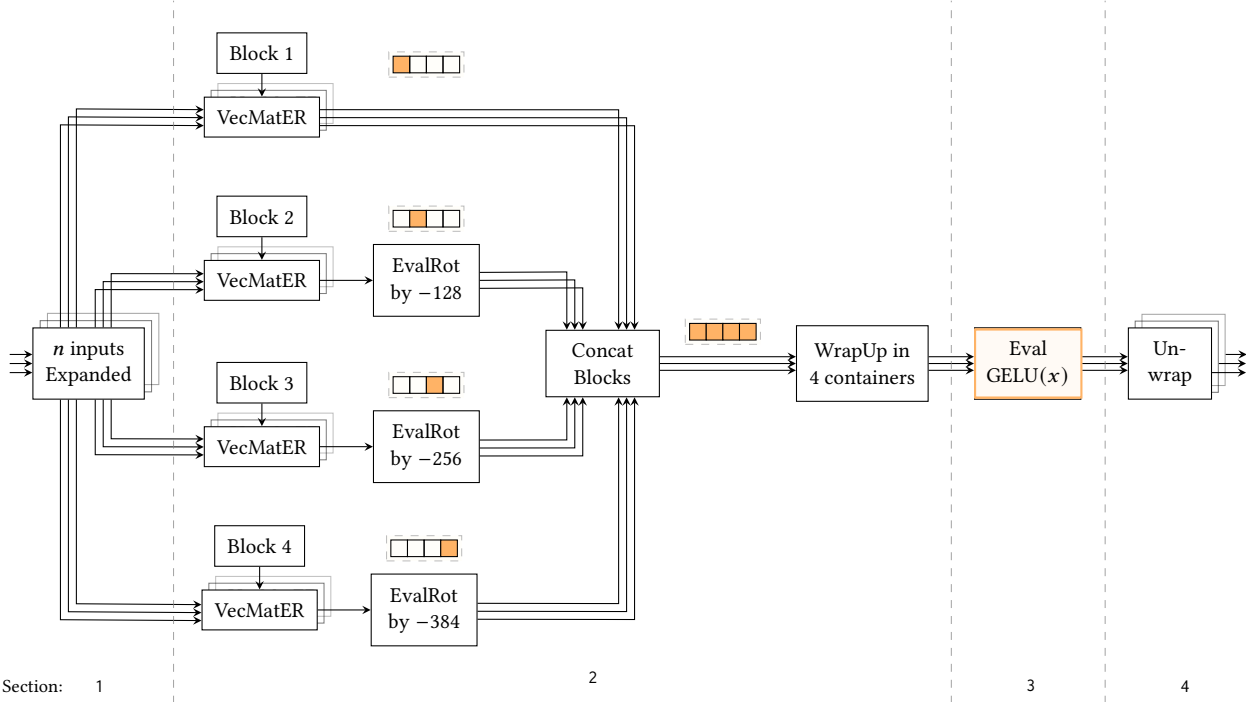 Block 1
VecMatER
Block 2
VecMatER
EvalRot
by −128
n inputs
Expanded
Concat
Blocks
WrapUp in
4 containers
Eval
GELU(x)
Un-
wrap
Block 3
VecMatER
EvalRot
by −256
Block 4
VecMatER
EvalRot
by −384
Section: 1 2 3 4